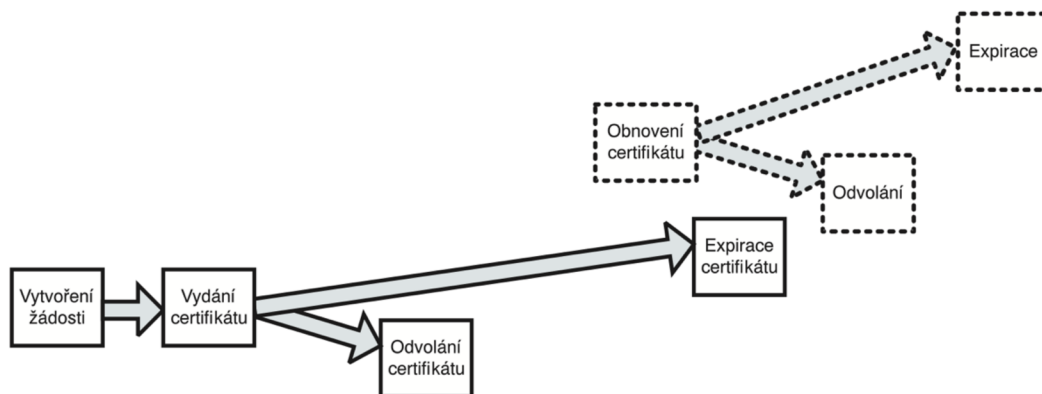 Expirace
Obnovení
certifikátu
Odvolání
Expirace
certifikátu
Vytvoření
žádosti
Vydání
certifikátu
Odvolání
certifikátu